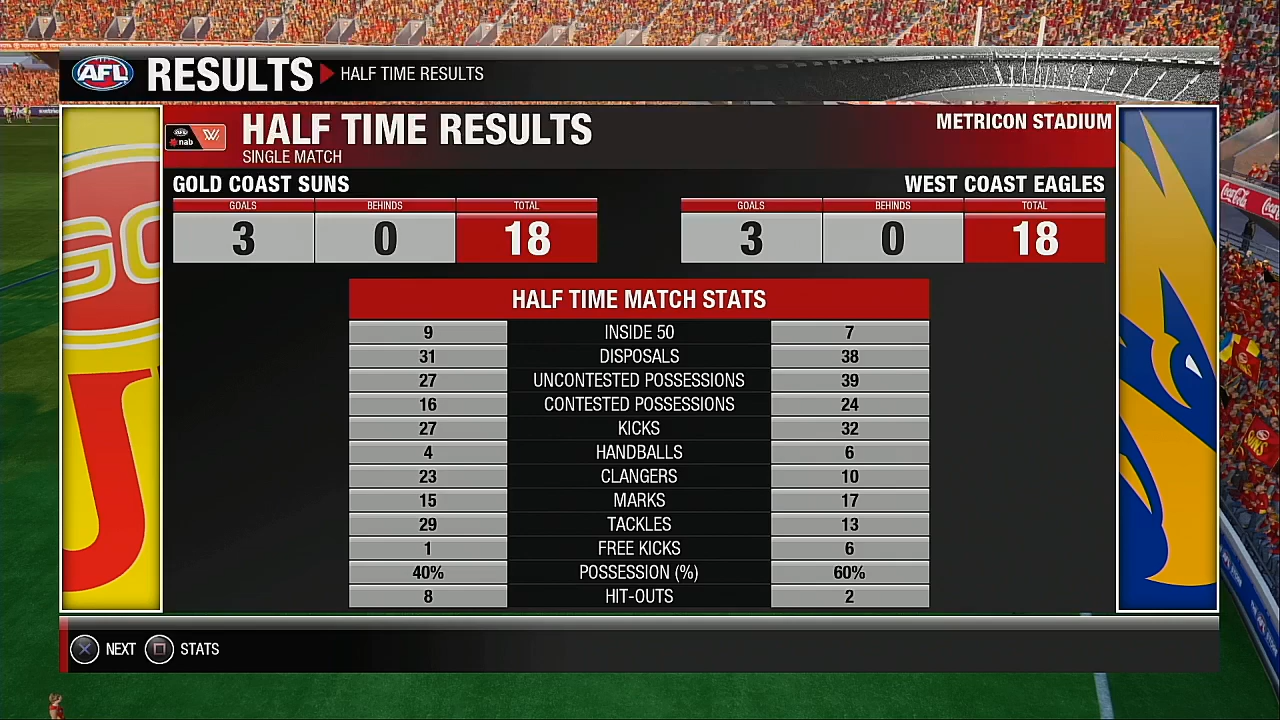 AFL RESULTS HALF TIME RESULTS
AFL nab W HALF TIME RESULTS METRICON STADIUM
SINGLE MATCH
GOLD COAST SUNS WEST COAST EAGLES
GOALS BEHINDS TOTAL GOALS BEHINDS TOTAL
3 0 18 3 0 18
HALF TIME MATCH STATS
9 INSIDE 50 7
31 DISPOSALS 38
27 UNCONTESTED POSSESSIONS 39
16 CONTESTED POSSESSIONS 24
27 KICKS 32
4 HANDBALLS 6
23 CLANGERS 10
15 MARKS 17
29 TACKLES 13
1 FREE KICKS 6
40% POSSESSION (%) 60%
8 HIT-OUTS 2
NEXT STATS
Coca-Cola
SUNS